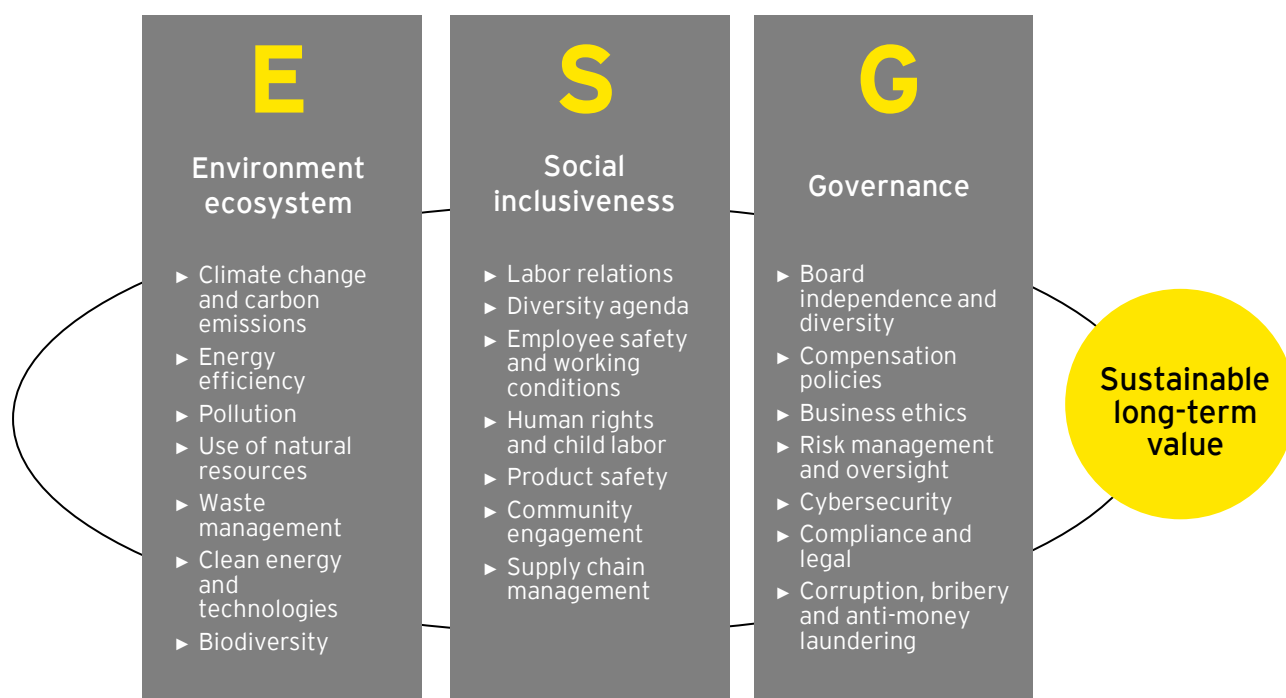 E
Environment
ecosystem
► Climate change
and carbon
emissions
► Energy
efficiency
► Pollution
► Use of natural
resources
► Waste
management
► Clean energy
and
technologies
► Biodiversity
S
Social
inclusiveness
► Labor relations
► Diversity agenda
► Employee safety
and working
conditions
► Human rights
and child labor
► Product safety
► Community
engagement
► Supply chain
management
G
Governance
► Board
independence and
diversity
► Compensation
policies
► Business ethics
► Risk management
and oversight
► Cybersecurity
► Compliance and
legal
► Corruption, bribery
and anti-money
laundering
Sustainable
long-term
value